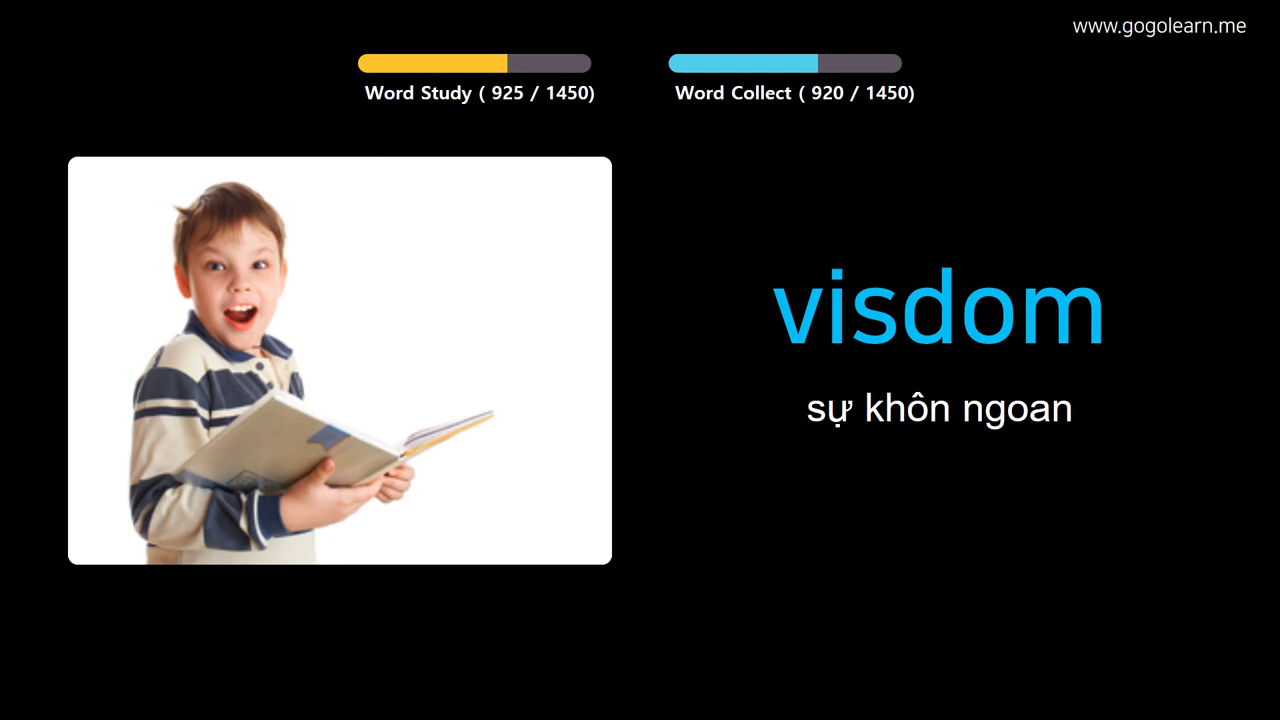 www.gogolearn.me
Word Study ( 925 / 1450)
Word Collect ( 920 / 1450)
visdom
sự khôn ngoan